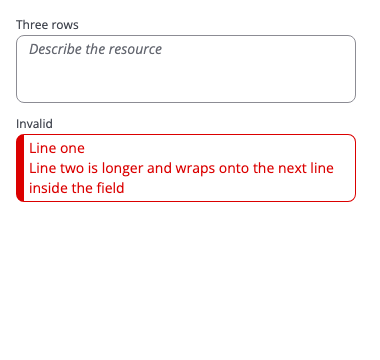 Three rows
Describe the resource
Invalid
Line one
Line two is longer and wraps onto the next line
inside the field